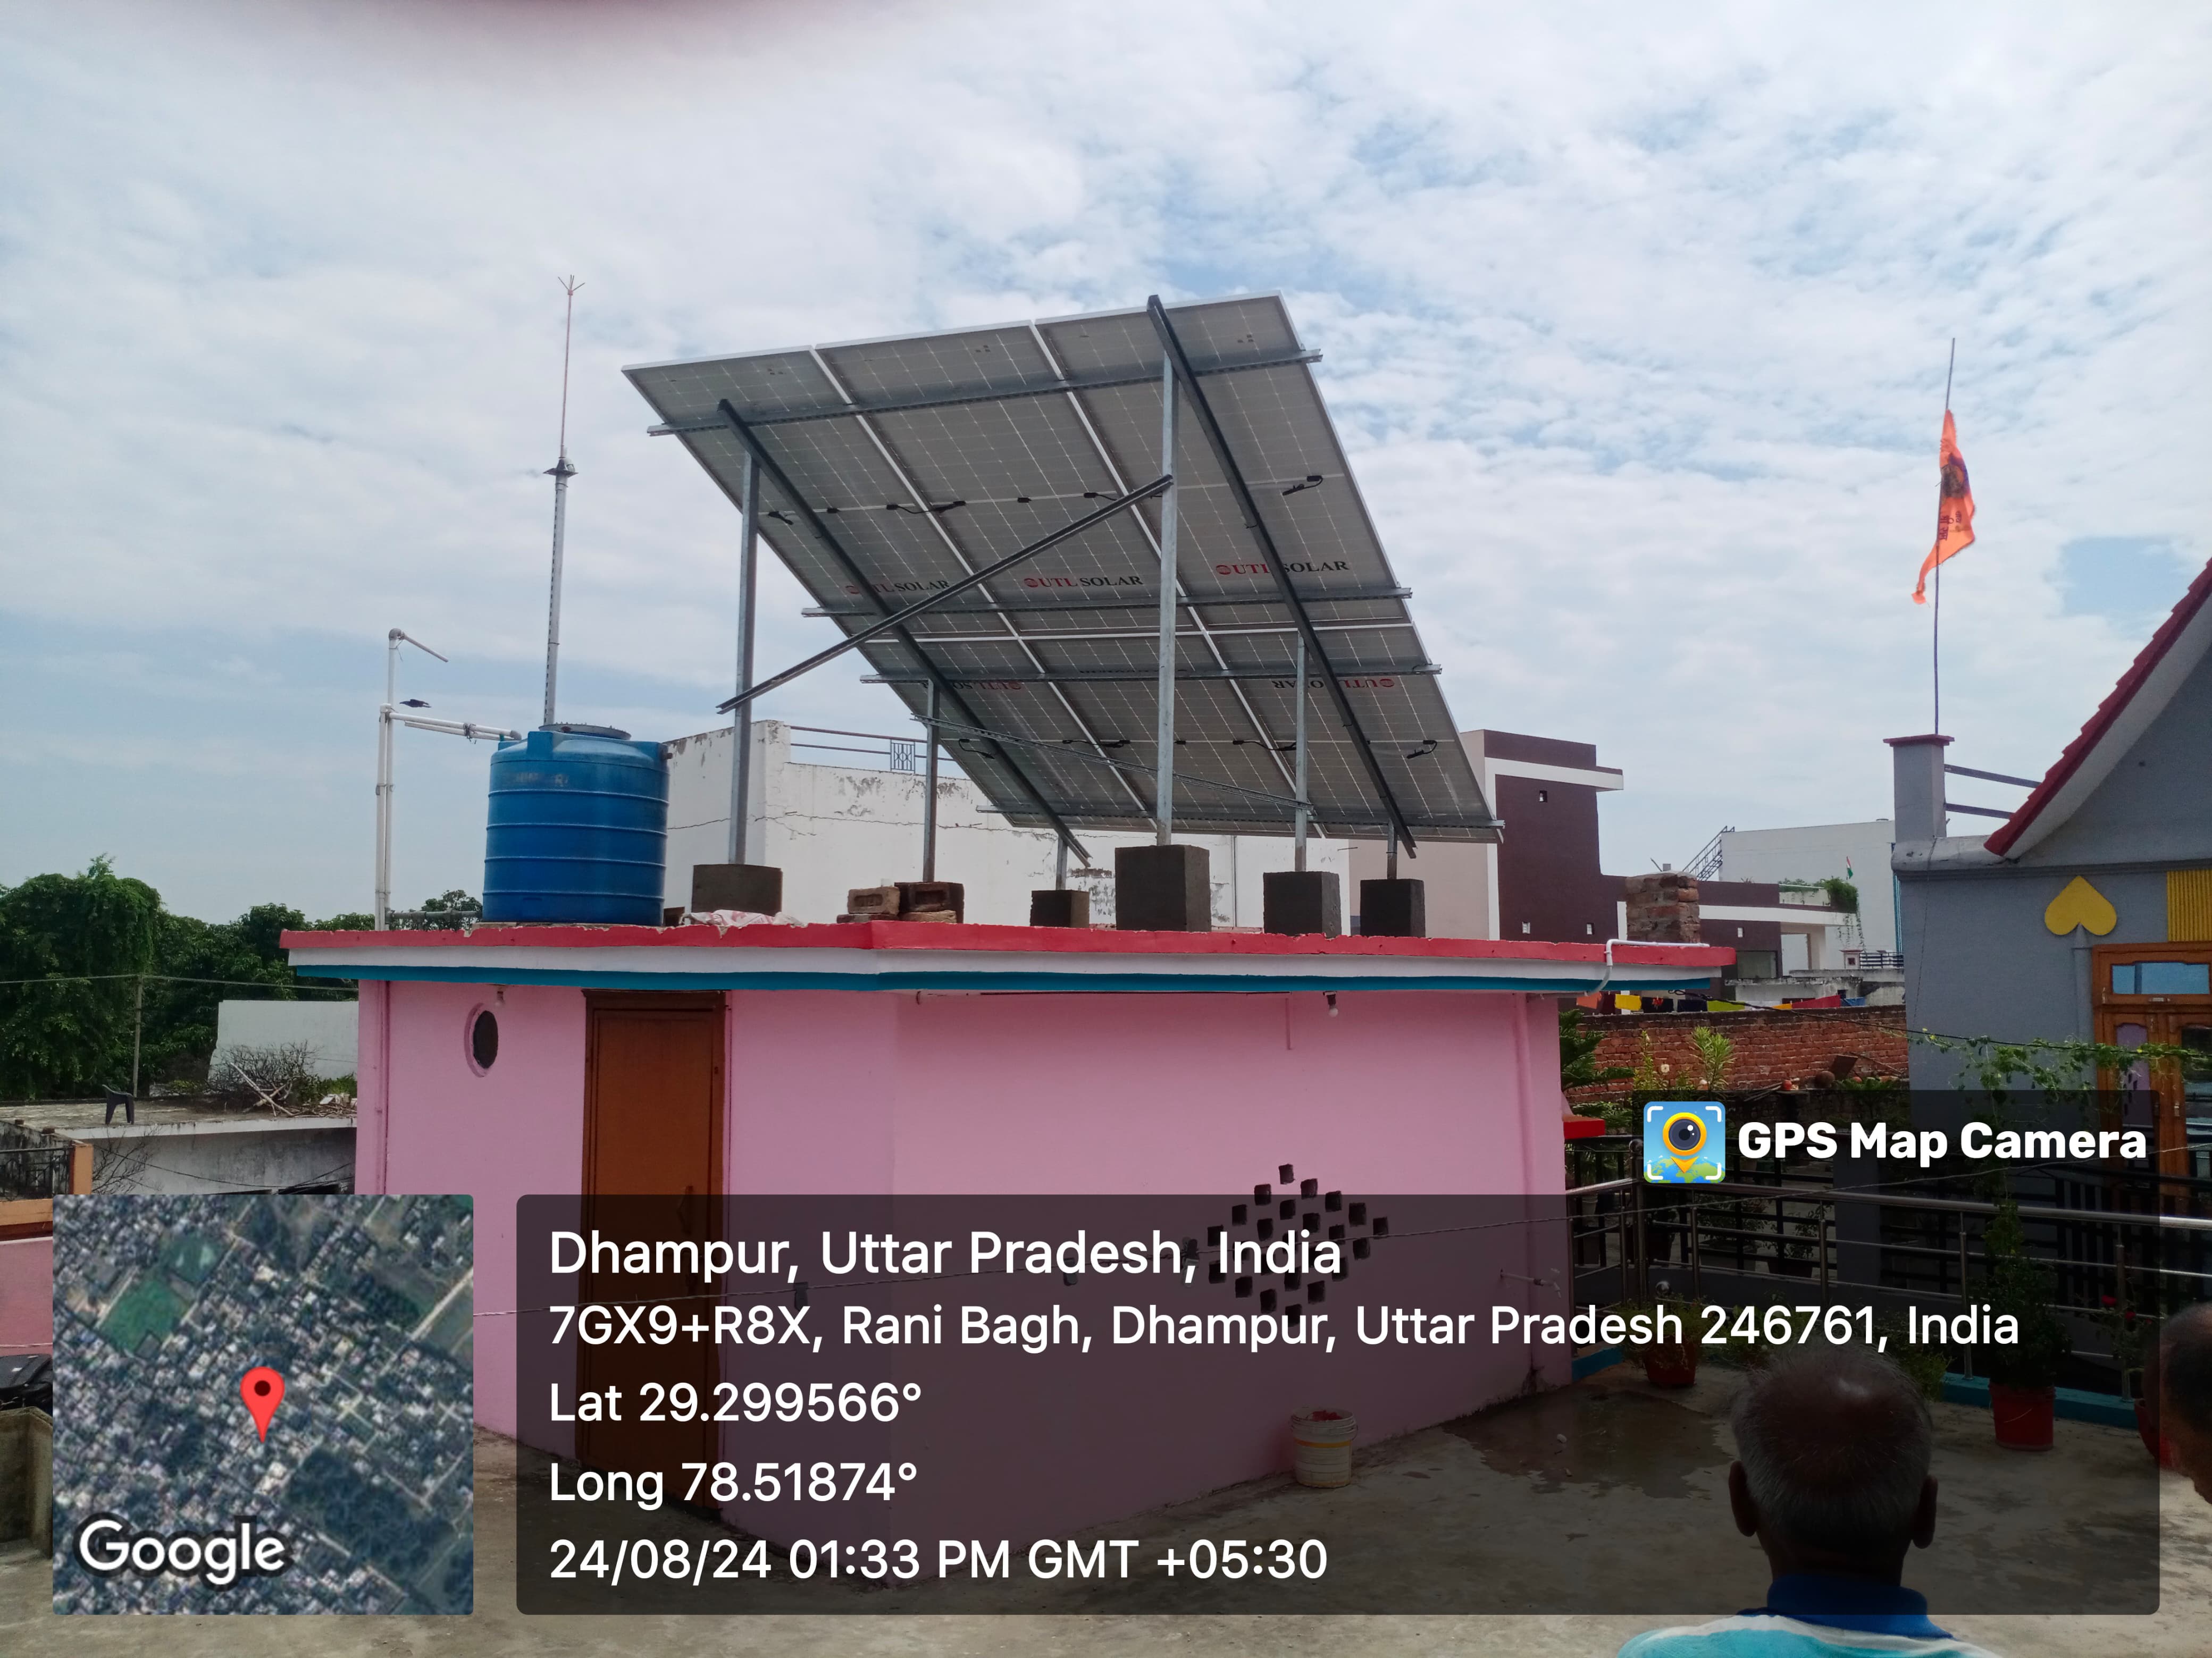 UTL SOLAR
UTL SOLAR
UTL SOLAR
GPS Map Camera
Dhampur, Uttar Pradesh, India
7GX9+R8X, Rani Bagh, Dhampur, Uttar Pradesh 246761, India
Lat 29.299566°
Long 78.51874°
24/08/24 01:33 PM GMT +05:30
Google